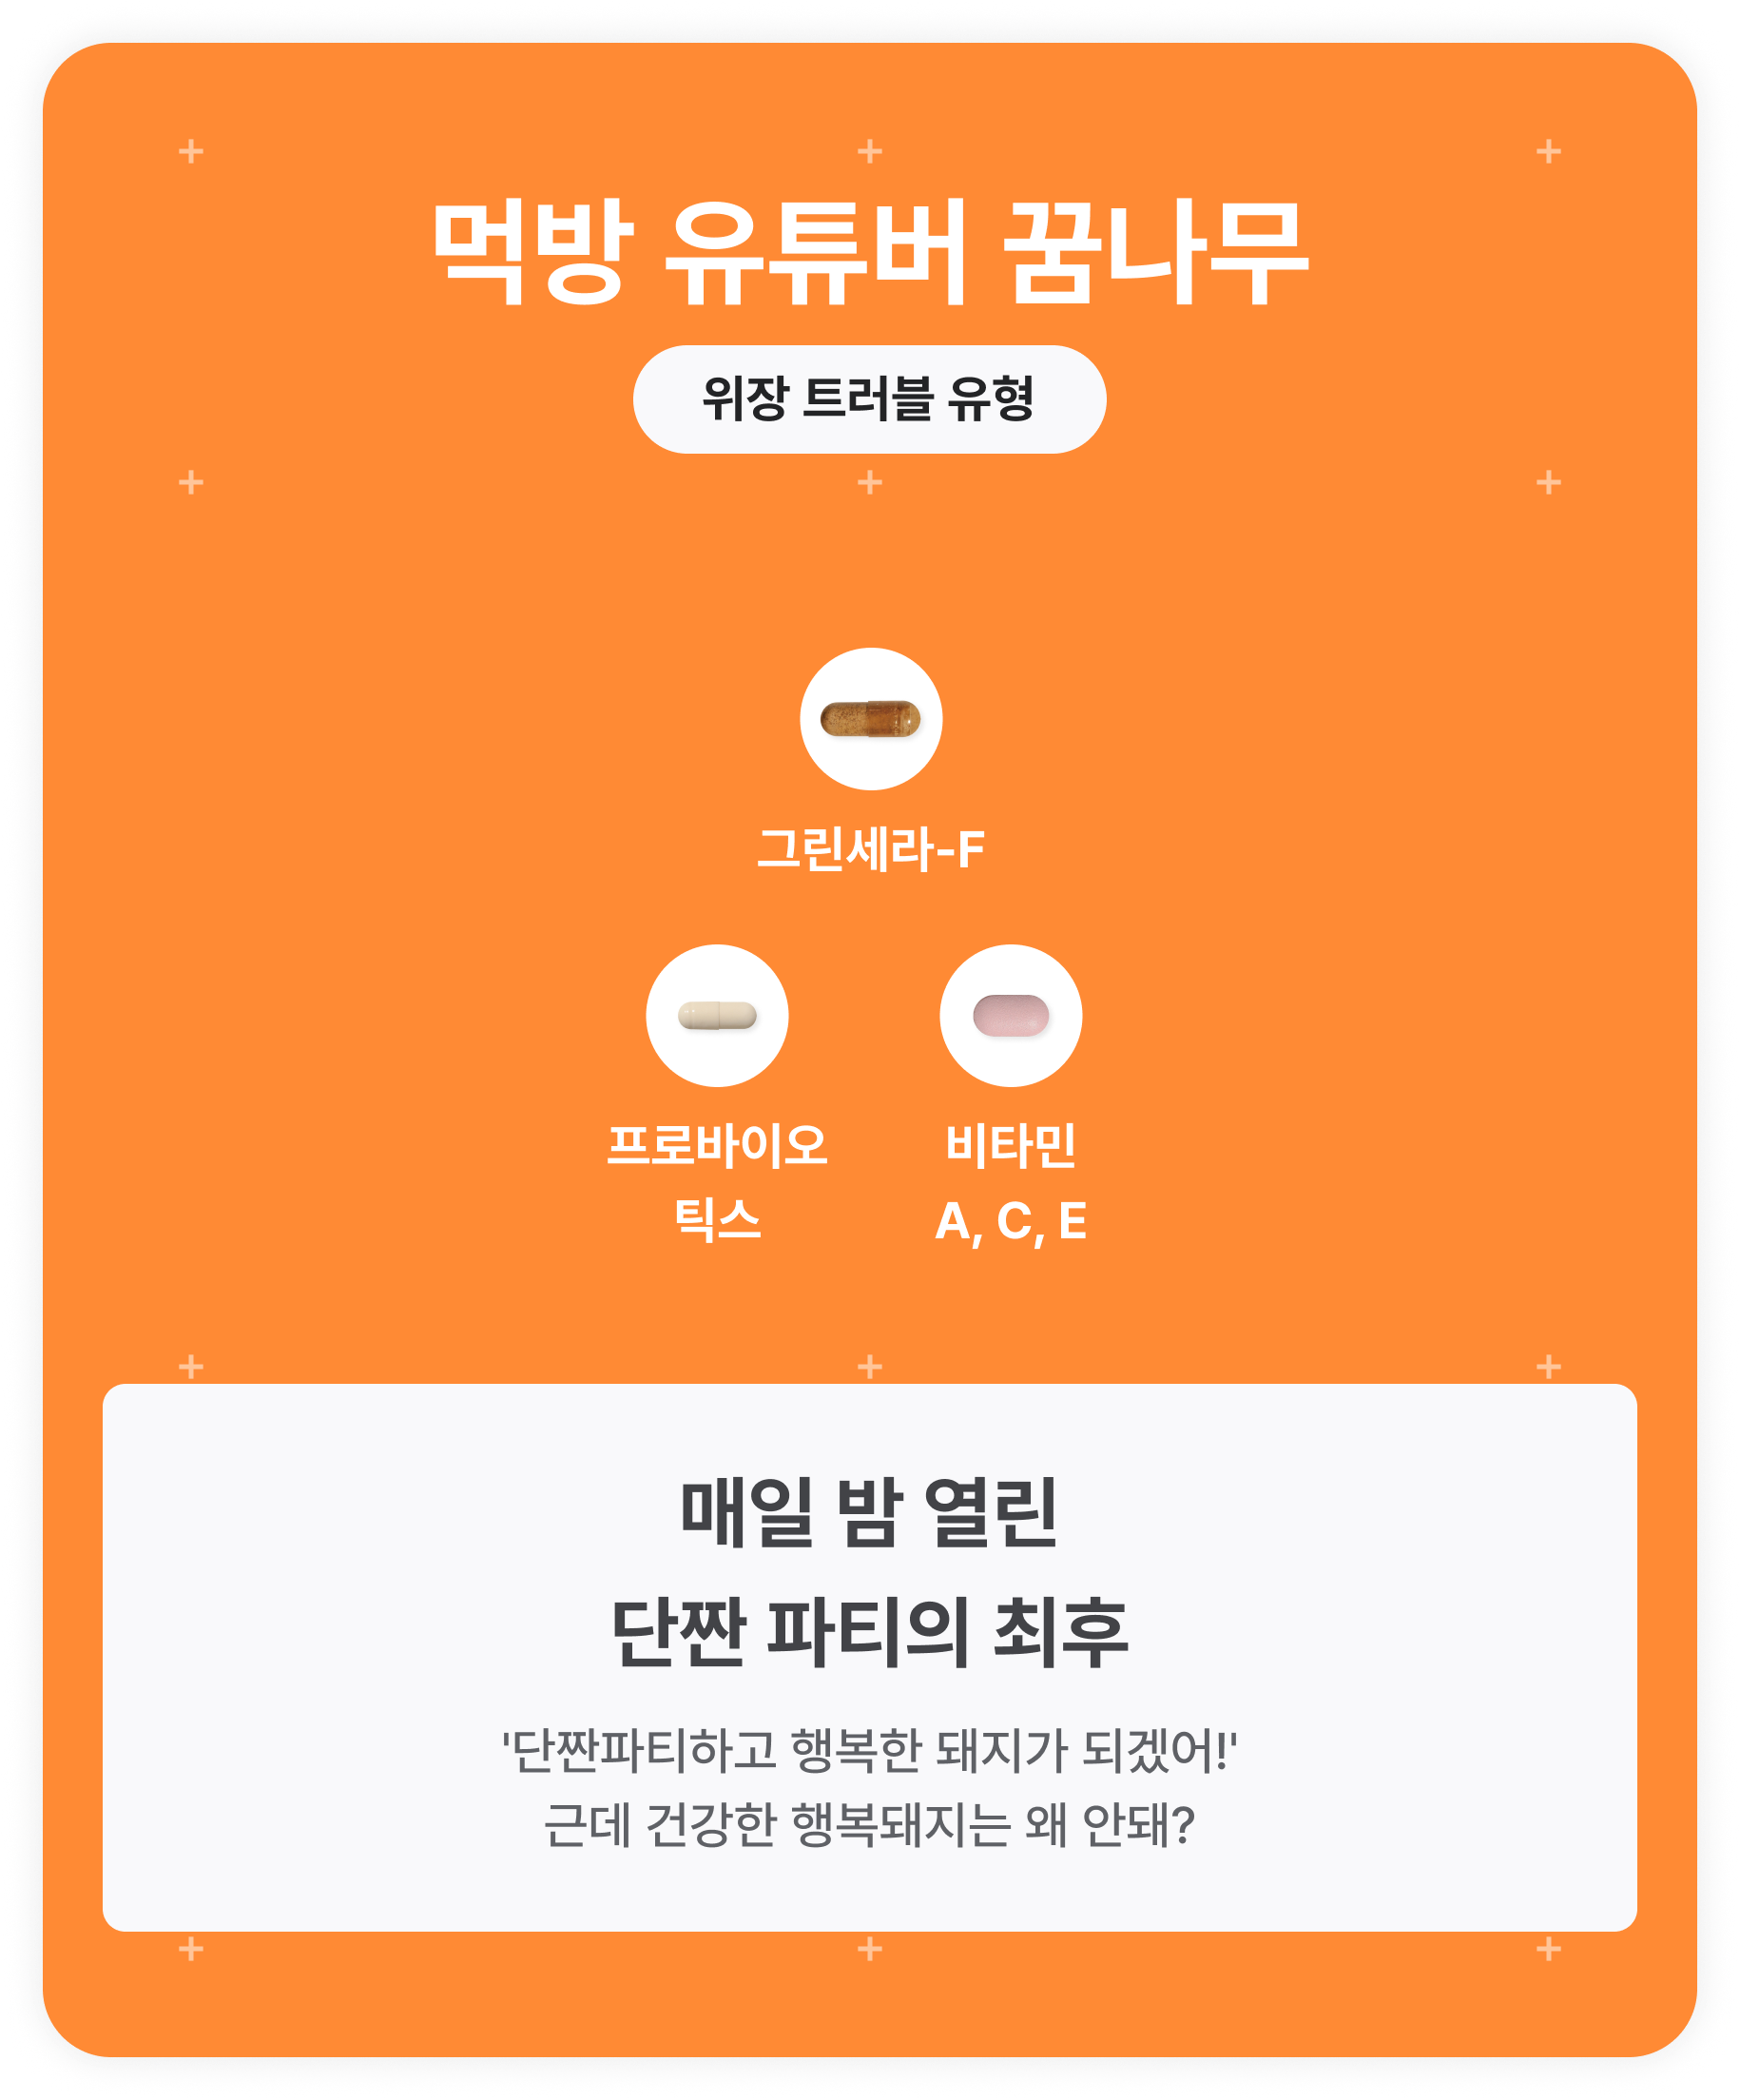 먹방 유튜버 꿈나무
위장 트러블 유형
그린세라-F
프로바이오
틱스
비타민
A, C, E
매일 밤 열린
단짠 파티의 최후
'단짠파티하고 행복한 돼지가 되겠어!'
근데 건강한 행복돼지는 왜 안돼?